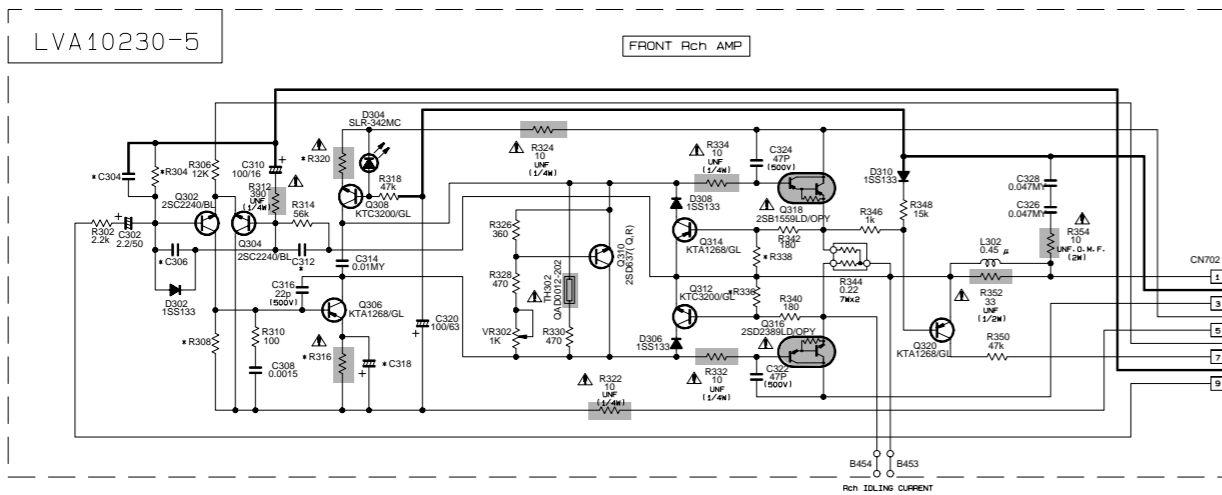 LVA10230-5
FRONT Rch AMP
D304
SLR-342MC
R324
10
UNF
(1/4W)
R334
10
UNF
(1/4W)
C324
47P
(500V)
D310
1SS133
C328
0.047MY
C326
0.047MY
R354
10
UNF.O.M.F.
(2W)
*C304
*R304
R306
12K
C310
100/16
*R320
R318
47k
Q302
2SC2240/BL
R312
390
UNF
(1/4W)
R314
56k
Q308
KTC3200/GL
D308
1SS133
Q318
2SB1559LD/OPY
R346
1k
R348
15k
R302
2.2k
C302
2.2/50
*C306
Q304
2SC2240/BL
C312
*
C314
0.01MY
R326
360
Q310
2SD637( Q,R)
Q314
KTA1268/GL
R342
180
*R338
L302
0.45 μ
CN702
D302
1SS133
C316
22p
(500V)
Q306
KTA1268/GL
R328
470
TH302
QAD0012-202
Q312
KTC3200/GL
*R336
R344
0.22
7Wx2
R352
33
UNF
(1/2W)
1
3
5
7
9
*R308
R310
100
C320
100/63
VR302
1K
R330
470
D306
1SS133
R340
180
Q316
2SD2389LD/OPY
Q320
KTA1268/GL
R350
47k
C308
0.0015
*R316
*C318
R322
10
UNF
(1/4W)
R332
10
UNF
(1/4W)
C322
47P
(500V)
B454
B453
Rch IDLING CURRENT